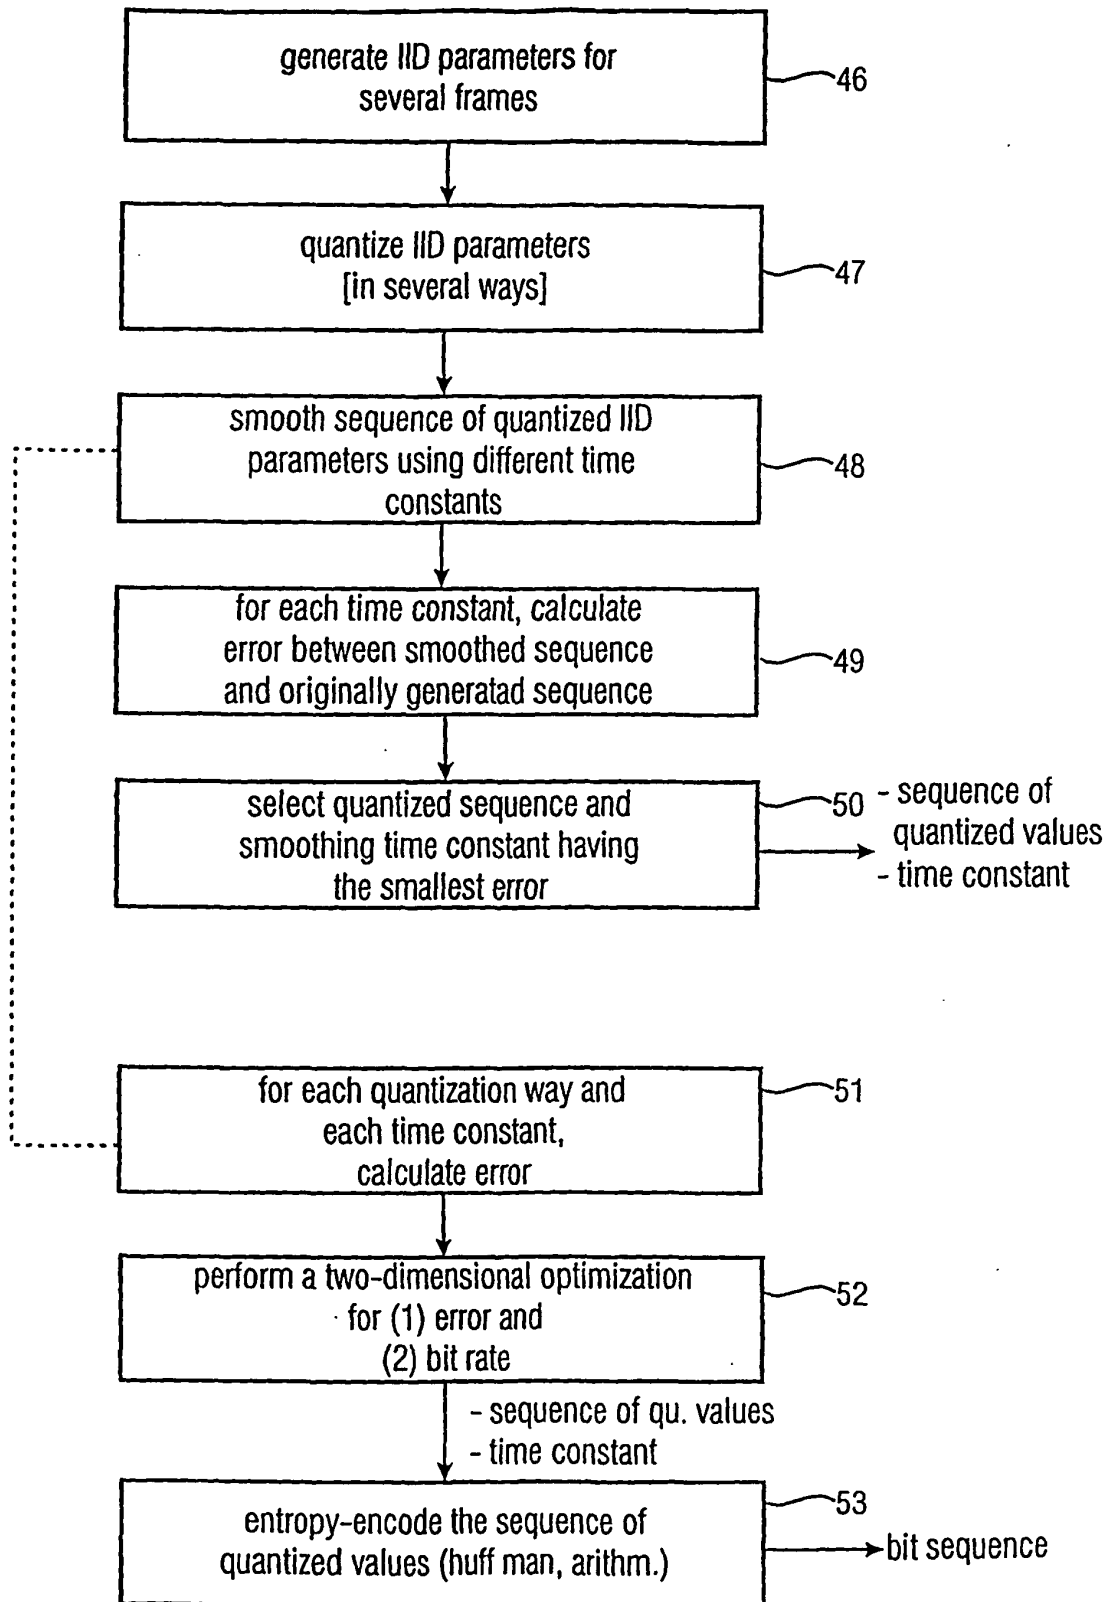 generate IID parameters for
several frames
46
quantize IID parameters
[in several ways]
47
smooth sequence of quantized IID
parameters using different time
constants
48
for each time constant, calculate
error between smoothed sequence
and originally generatad sequence
49
select quantized sequence and
smoothing time constant having
the smallest error
50
- sequence of
quantized values
- time constant
for each quantization way and
each time constant,
calculate error
51
perform a two-dimensional optimization
for (1) error and
(2) bit rate
52
- sequence of qu. values
- time constant
entropy-encode the sequence of
quantized values (huff man, arithm.)
53
bit sequence